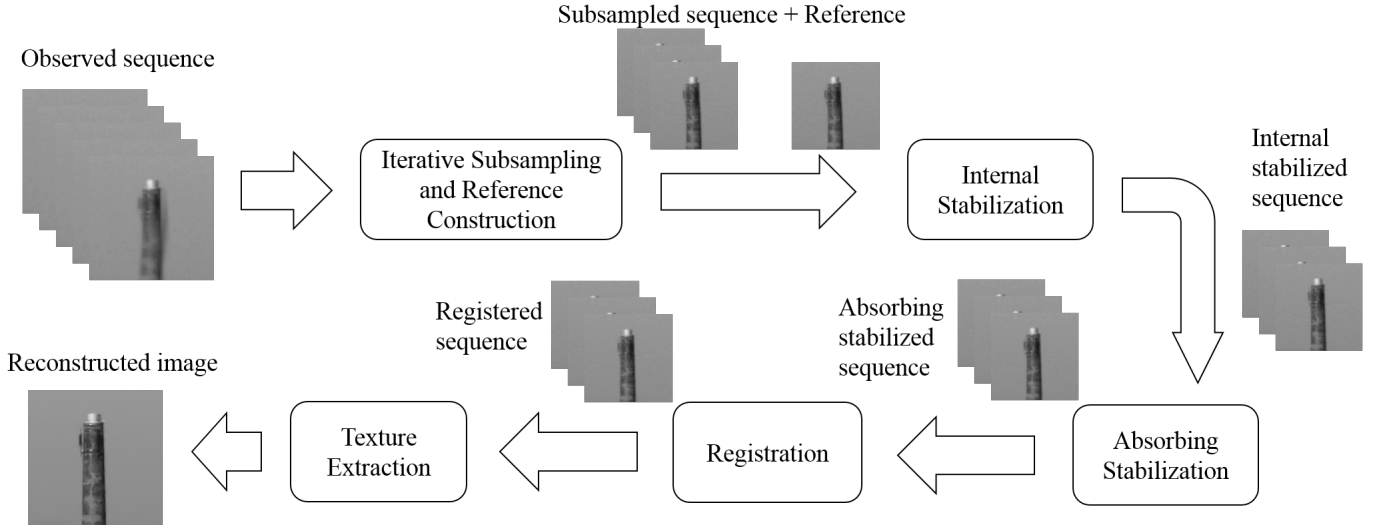 Observed sequence
Iterative Subsampling
and Reference
Construction
Subsampled sequence + Reference
Internal
Stabilization
Internal
stabilized
sequence
Absorbing
Stabilization
Absorbing
stabilized
sequence
Registration
Registered
sequence
Texture
Extraction
Reconstructed image